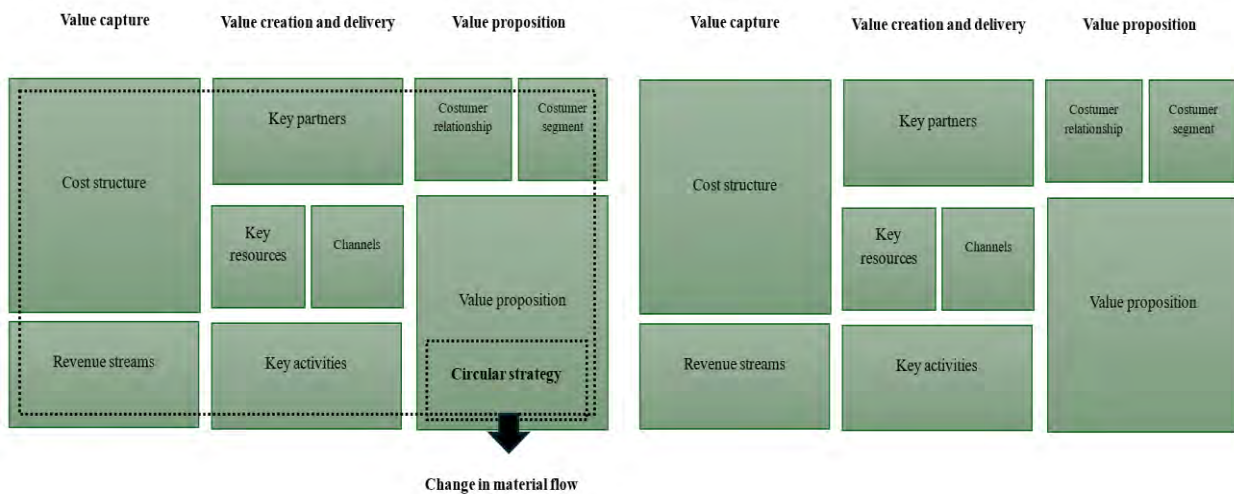 Value capture
Value creation and delivery
Value proposition
Cost structure
Revenue streams
Key partners
Key
resources
Channels
Key activities
Costumer
relationship
Costumer
segment
Value proposition
Circular strategy
Change in material flow
Value capture
Value creation and delivery
Value proposition
Cost structure
Revenue streams
Key partners
Key
resources
Channels
Key activities
Costumer
relationship
Costumer
segment
Value proposition